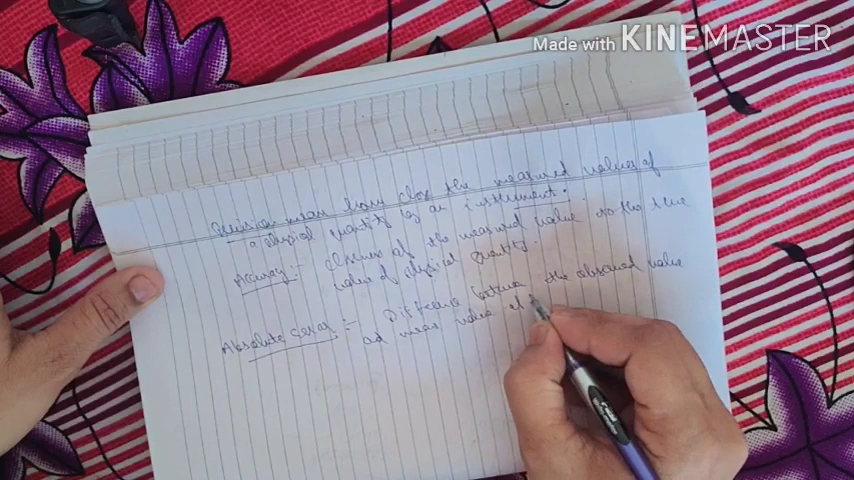 Made with KINEMASTER
Precision mean how close the measured values of
a physical quantity by an instrument.
Accuracy:- closeness of the measured value to the true
value of physical quantity.
Absolute Error:- Difference between the observed value
ad mean value of